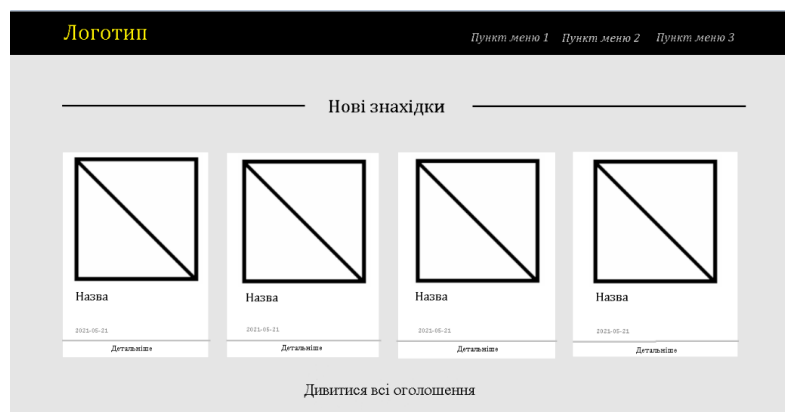 Логотип
Пункт меню 1 Пункт меню 2 Пункт меню 3
Нові знахідки
Назва Назва Назва Назва
2021-05-21 2021-05-21 2021-05-21 2021-05-21
Детальніше Детальніше Детальніше Детальніше
Дивитися всі оголошення